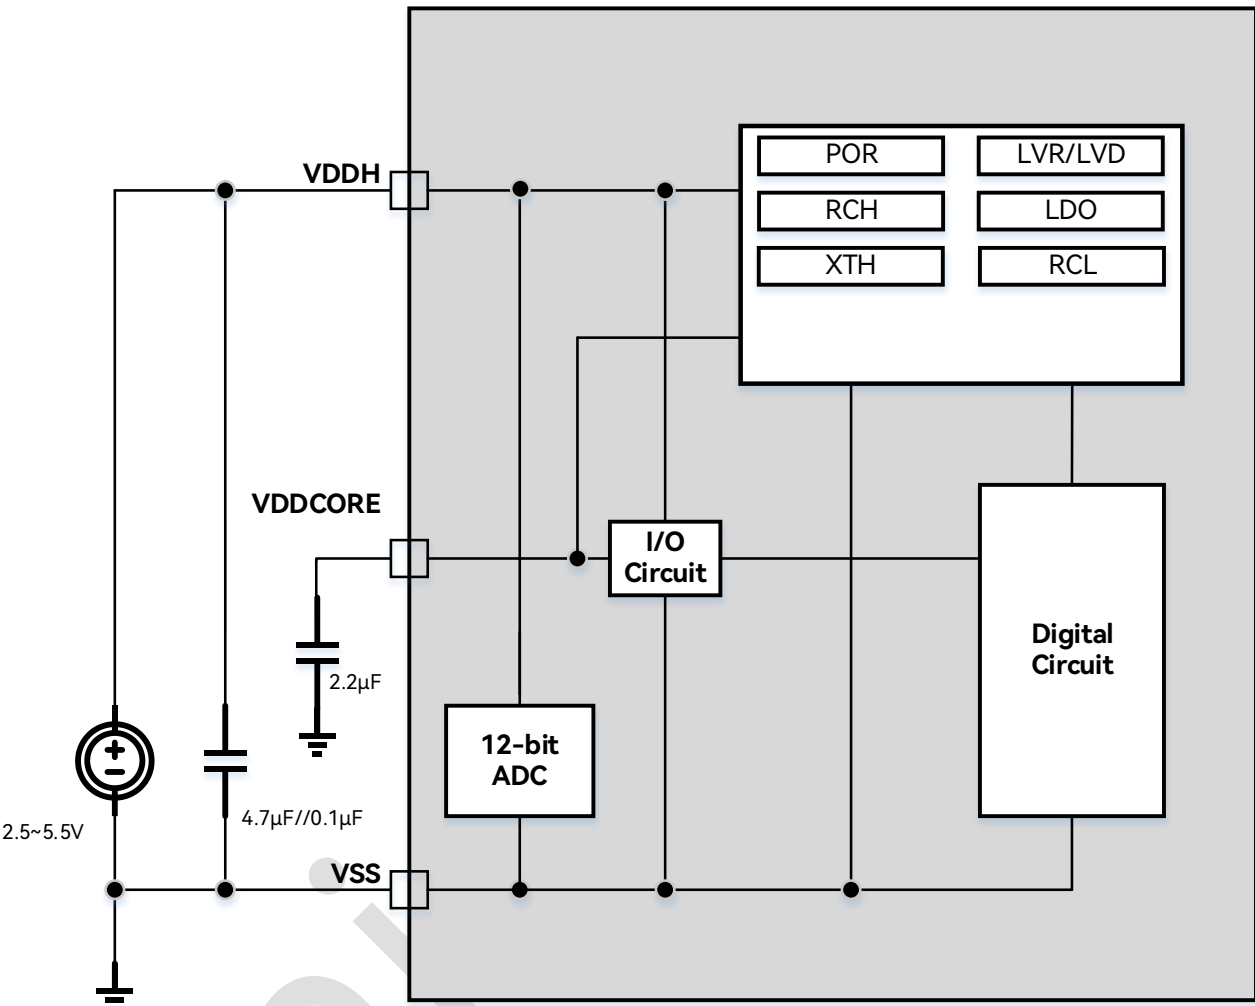 POR
LVR/LVD
VDDH
RCH
LDO
XTH
RCL
VDDCORE
I/O
Circuit
Digital
Circuit
2.2µF
12-bit
ADC
4.7µF//0.1µF
2.5~5.5V
VSS